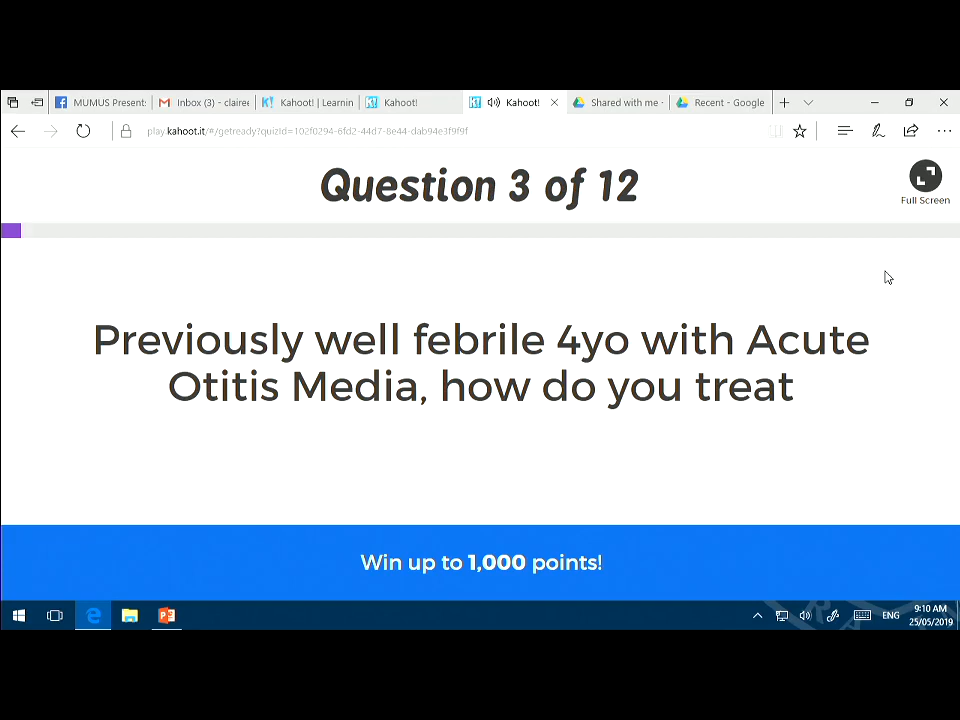 MUMUS Present: Inbox (3) - claire Kahoot! | Learnin Kahoot! Kahoot! Shared with me - Recent - Google
play.kahoot.it/#/getready?quizId=102f0294-6fd2-44d7-8e44-dab94e3f9f9f
Question 3 of 12
Full Screen
Previously well febrile 4yo with Acute
Otitis Media, how do you treat
Win up to 1,000 points!
ENG
9:10 AM
25/05/2019